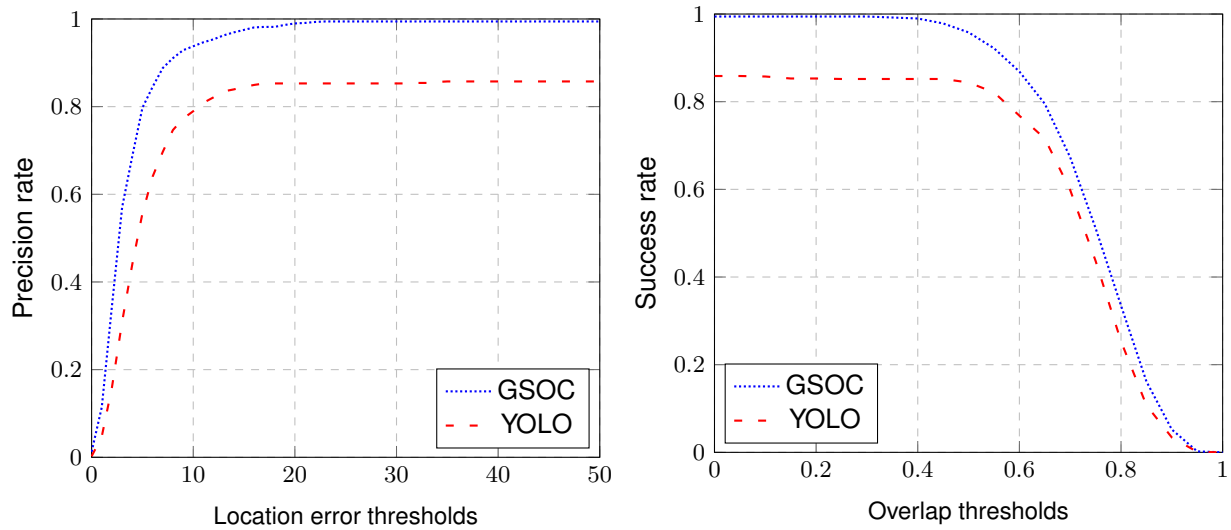 Precision rate
1
0.8
0.6
0.4
0.2
0
0 10 20 30 40 50
Location error thresholds
GSOC
YOLO
Success rate
1
0.8
0.6
0.4
0.2
0
0 0.2 0.4 0.6 0.8 1
Overlap thresholds
GSOC
YOLO